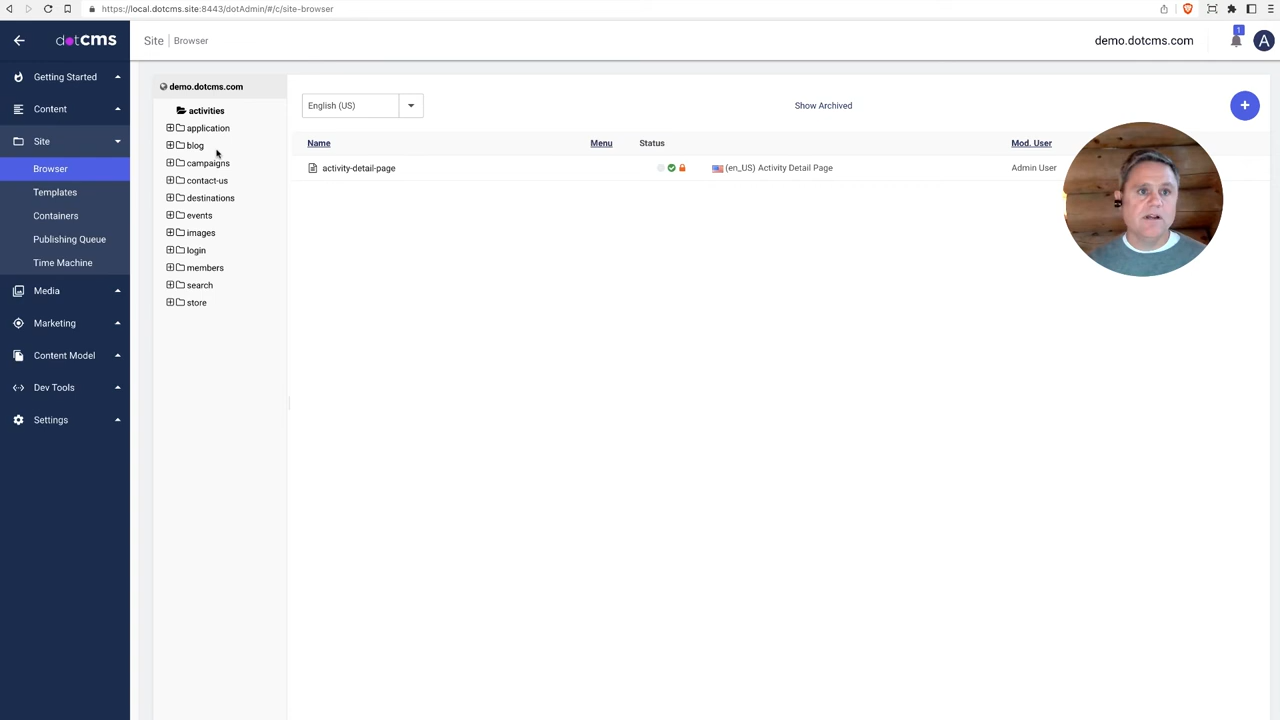 https://local.dotcms.site:8443/dotAdmin/#/c/site-browser
dotCMS
Site | Browser
demo.dotcms.com
1
A
Getting Started
Content
Site
Browser
Templates
Containers
Publishing Queue
Time Machine
Media
Marketing
Content Model
Dev Tools
Settings
demo.dotcms.com
activities
application
blog
campaigns
contact-us
destinations
events
images
login
members
search
store
English (US)
Show Archived
+
Name Menu Status Mod. User
activity-detail-page (en_US) Activity Detail Page Admin User